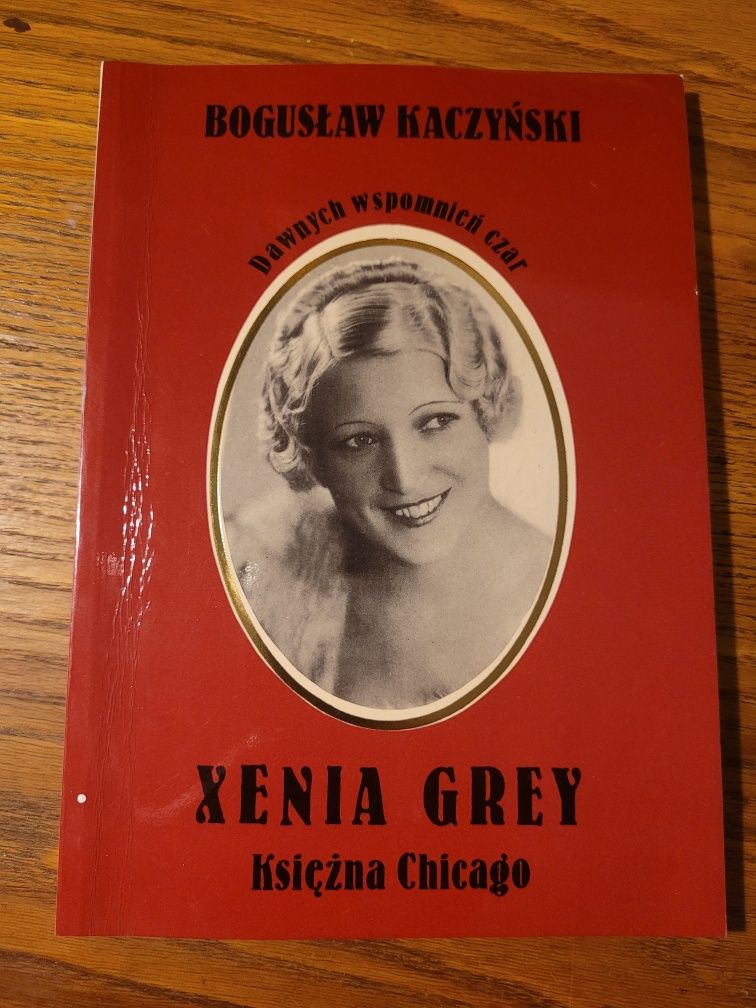 BOGUSŁAW KACZYŃSKI
Dawnych wspomnień czar
XENIA GREY
Księżna Chicago